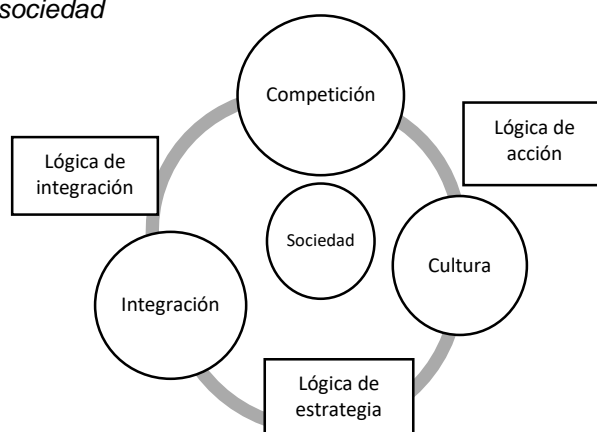 sociedad
Competición
Lógica de
acción
Lógica de
integración
Sociedad
Cultura
Integración
Lógica de
estrategia